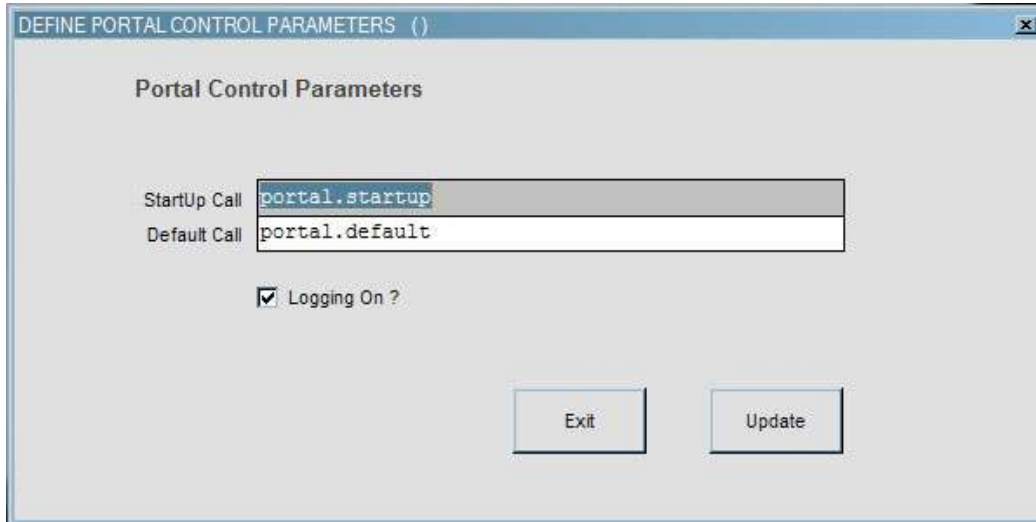 DEFINE PORTAL CONTROL PARAMETERS ()
Portal Control Parameters
StartUp Call portal.startup
Default Call portal.default
Logging On ?
Exit Update